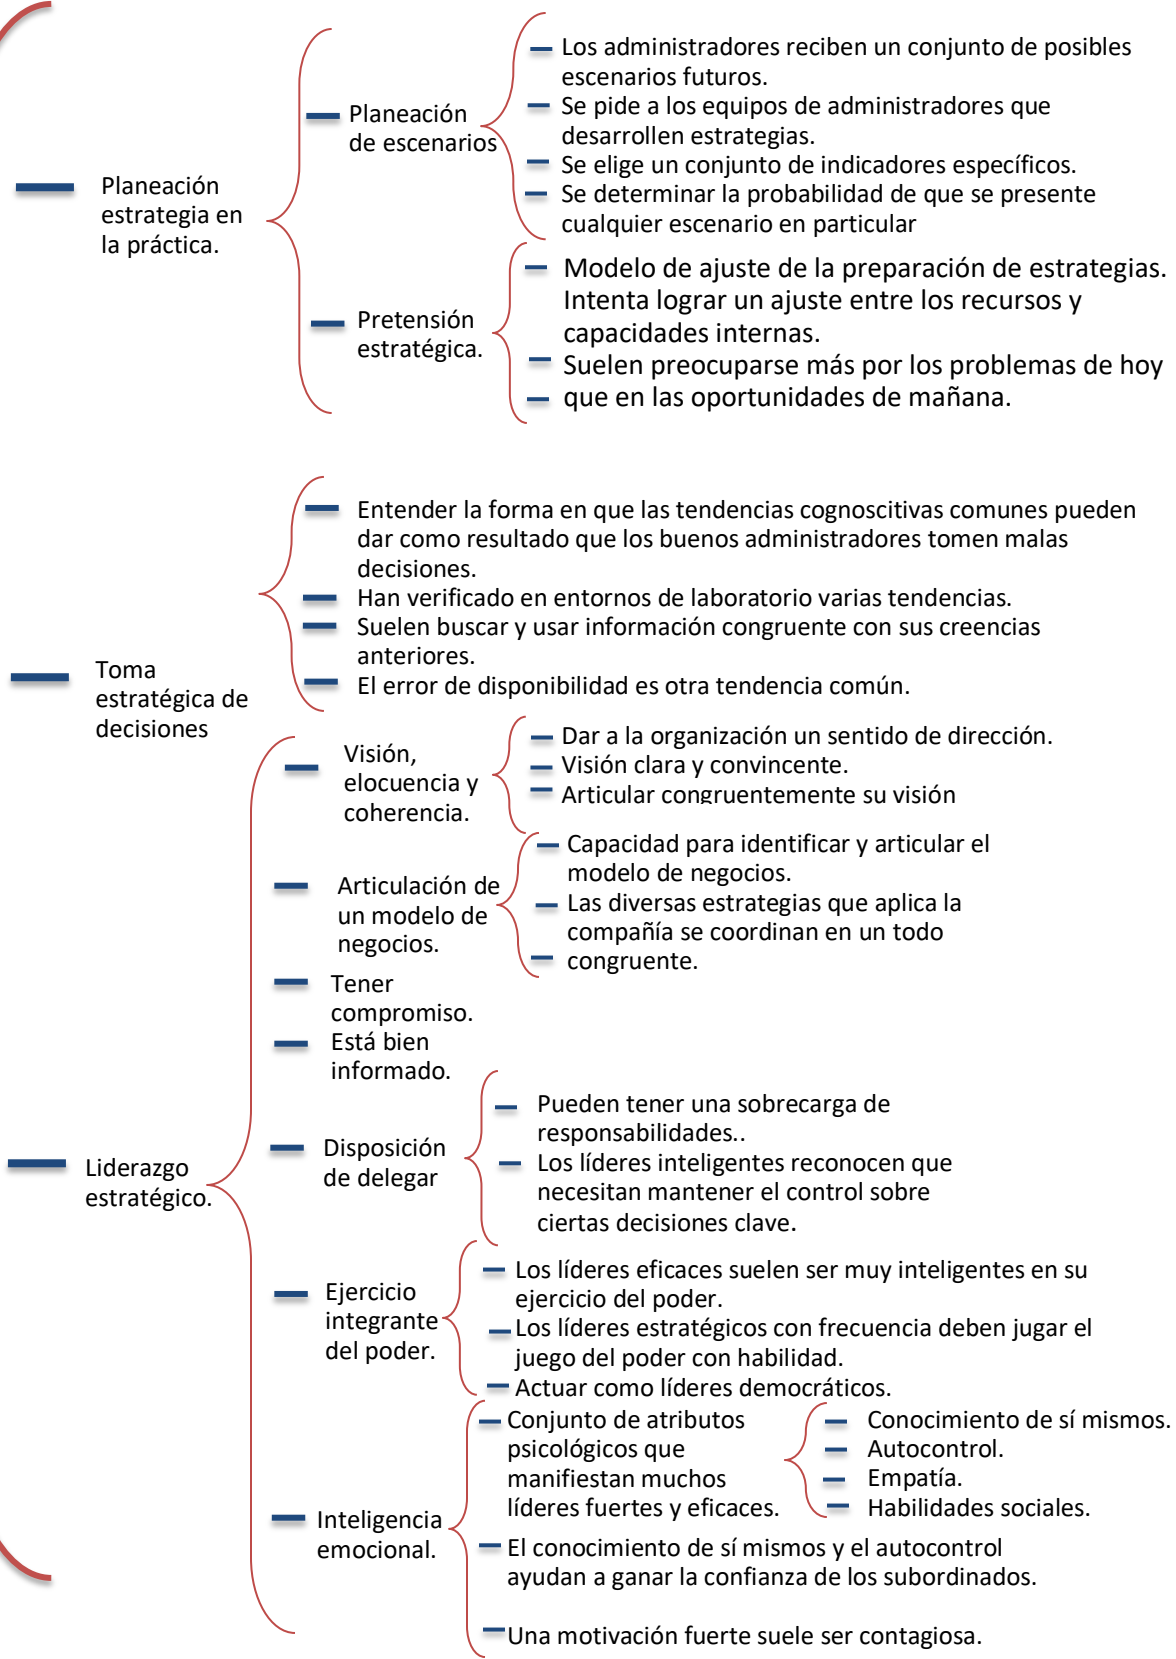 Planeación
estrategia en
la práctica.
Planeación
de escenarios
Los administradores reciben un conjunto de posibles
escenarios futuros.
Se pide a los equipos de administradores que
desarrollen estrategias.
Se elige un conjunto de indicadores específicos.
Se determinar la probabilidad de que se presente
cualquier escenario en particular
Pretensión
estratégica.
Modelo de ajuste de la preparación de estrategias.
Intenta lograr un ajuste entre los recursos y
capacidades internas.
Suelen preocuparse más por los problemas de hoy
que en las oportunidades de mañana.
Toma
estratégica de
decisiones
Entender la forma en que las tendencias cognoscitivas comunes pueden
dar como resultado que los buenos administradores tomen malas
decisiones.
Han verificado en entornos de laboratorio varias tendencias.
Suelen buscar y usar información congruente con sus creencias
anteriores.
El error de disponibilidad es otra tendencia común.
Liderazgo
estratégico.
Visión,
elocuencia y
coherencia.
Dar a la organización un sentido de dirección.
Visión clara y convincente.
Articular congruentemente su visión
Articulación de
un modelo de
negocios.
Capacidad para identificar y articular el
modelo de negocios.
Las diversas estrategias que aplica la
compañía se coordinan en un todo
congruente.
Tener
compromiso.
Está bien
informado.
Disposición
de delegar
Pueden tener una sobrecarga de
responsabilidades..
Los líderes inteligentes reconocen que
necesitan mantener el control sobre
ciertas decisiones clave.
Ejercicio
integrante
del poder.
Los líderes eficaces suelen ser muy inteligentes en su
ejercicio del poder.
Los líderes estratégicos con frecuencia deben jugar el
juego del poder con habilidad.
Actuar como líderes democráticos.
Inteligencia
emocional.
Conjunto de atributos
psicológicos que
manifiestan muchos
líderes fuertes y eficaces.
Conocimiento de sí mismos.
Autocontrol.
Empatía.
Habilidades sociales.
El conocimiento de sí mismos y el autocontrol
ayudan a ganar la confianza de los subordinados.
Una motivación fuerte suele ser contagiosa.